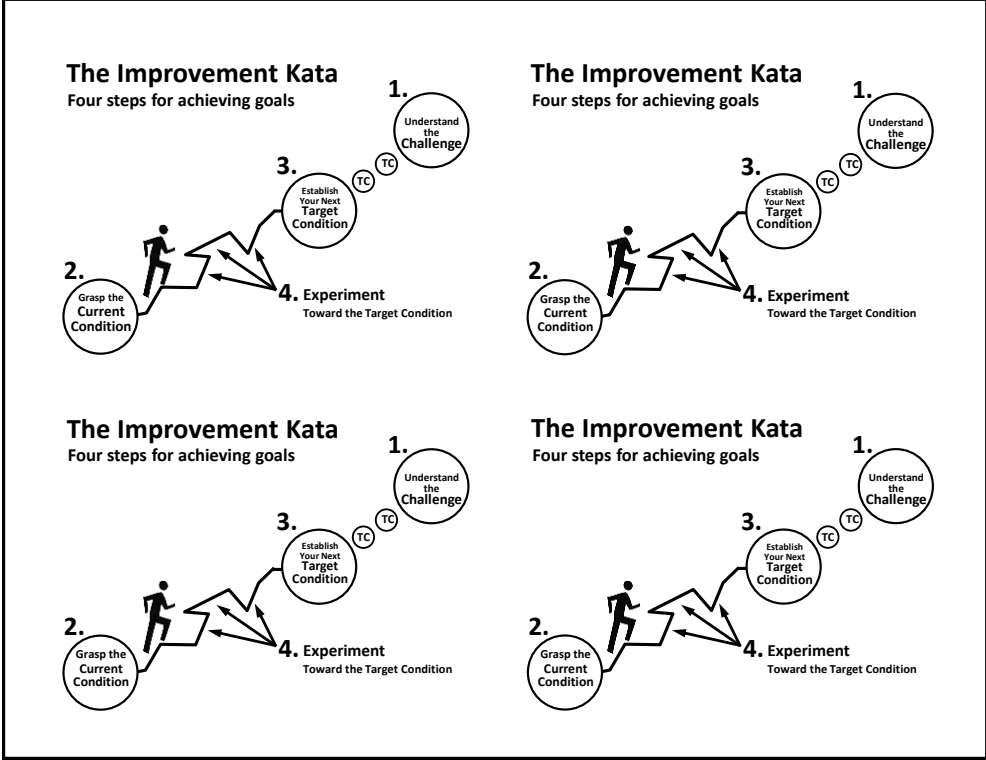 The Improvement Kata
Four steps for achieving goals
1.
Understand
the
Challenge
TC
TC
3.
Establish
Your Next
Target
Condition
2.
Grasp the
Current
Condition
4. Experiment
Toward the Target Condition
The Improvement Kata
Four steps for achieving goals
1.
Understand
the
Challenge
TC
TC
3.
Establish
Your Next
Target
Condition
2.
Grasp the
Current
Condition
4. Experiment
Toward the Target Condition
The Improvement Kata
Four steps for achieving goals
1.
Understand
the
Challenge
TC
TC
3.
Establish
Your Next
Target
Condition
2.
Grasp the
Current
Condition
4. Experiment
Toward the Target Condition
The Improvement Kata
Four steps for achieving goals
1.
Understand
the
Challenge
TC
TC
3.
Establish
Your Next
Target
Condition
2.
Grasp the
Current
Condition
4. Experiment
Toward the Target Condition